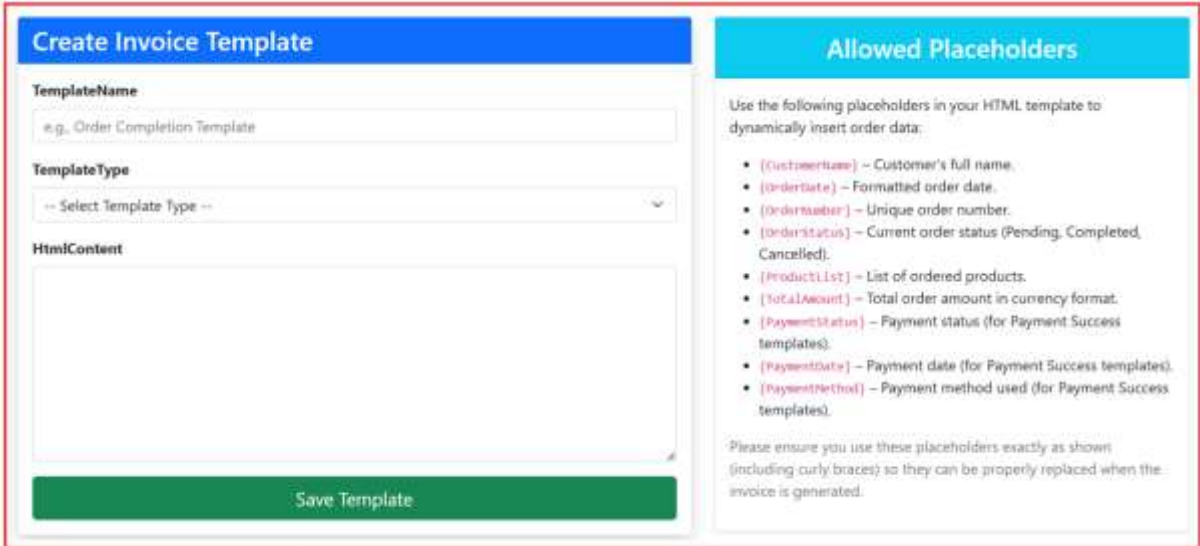 Create Invoice Template
TemplateName
e.g., Order Completion Template
TemplateType
-- Select Template Type --
HtmlContent
Save Template
Allowed Placeholders
Use the following placeholders in your HTML template to
dynamically insert order data:
• {CustomerName} – Customer's full name.
• {OrderDate} – Formatted order date.
• {OrderNumber} – Unique order number.
• {OrderStatus} – Current order status (Pending, Completed,
Cancelled).
• {ProductList} – List of ordered products.
• {TotalAmount} – Total order amount in currency format.
• {PaymentStatus} – Payment status (for Payment Success
templates).
• {PaymentDate} – Payment date (for Payment Success templates).
• {PaymentMethod} – Payment method used (for Payment Success
templates).
Please ensure you use these placeholders exactly as shown
(including curly braces) so they can be properly replaced when the
invoice is generated.